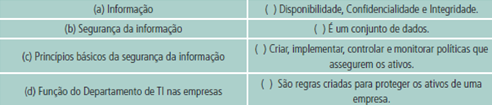 (a) Informação
( ) Disponibilidade, Confidencialidade e Integridade.
(b) Segurança da informação
( ) É um conjunto de dados.
(c) Princípios básicos da segurança da informação
( ) Criar, implementar, controlar e monitorar políticas que
assegurem os ativos.
(d) Função do Departamento de TI nas empresas
( ) São regras criadas para proteger os ativos de uma
empresa.